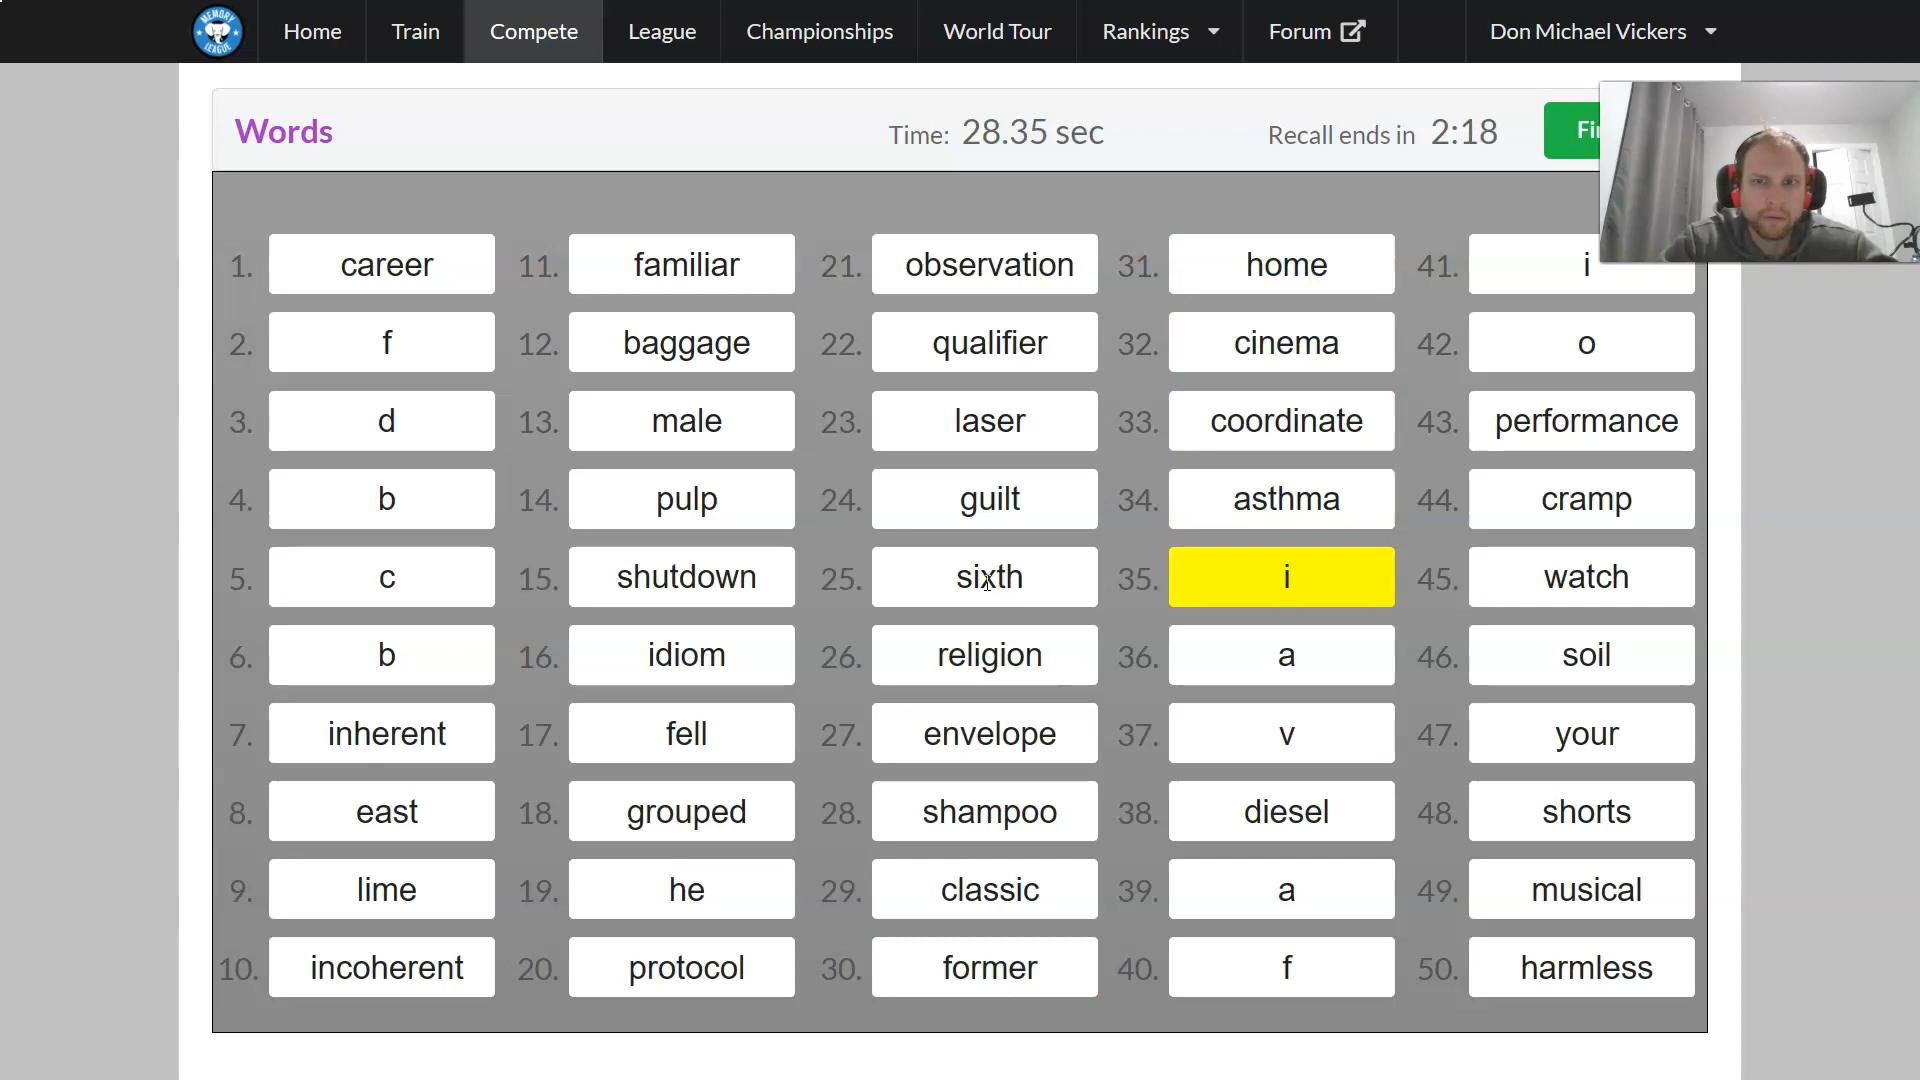 MEMORY LEAGUE Home Train Compete League Championships World Tour Rankings Forum Don Michael Vickers
Words Time: 28.35 sec Recall ends in 2:18 Fi
1. career 11. familiar 21. observation 31. home 41. i
2. f 12. baggage 22. qualifier 32. cinema 42. o
3. d 13. male 23. laser 33. coordinate 43. performance
4. b 14. pulp 24. guilt 34. asthma 44. cramp
5. c 15. shutdown 25. sixth 35. i 45. watch
6. b 16. idiom 26. religion 36. a 46. soil
7. inherent 17. fell 27. envelope 37. v 47. your
8. east 18. grouped 28. shampoo 38. diesel 48. shorts
9. lime 19. he 29. classic 39. a 49. musical
10. incoherent 20. protocol 30. former 40. f 50. harmless